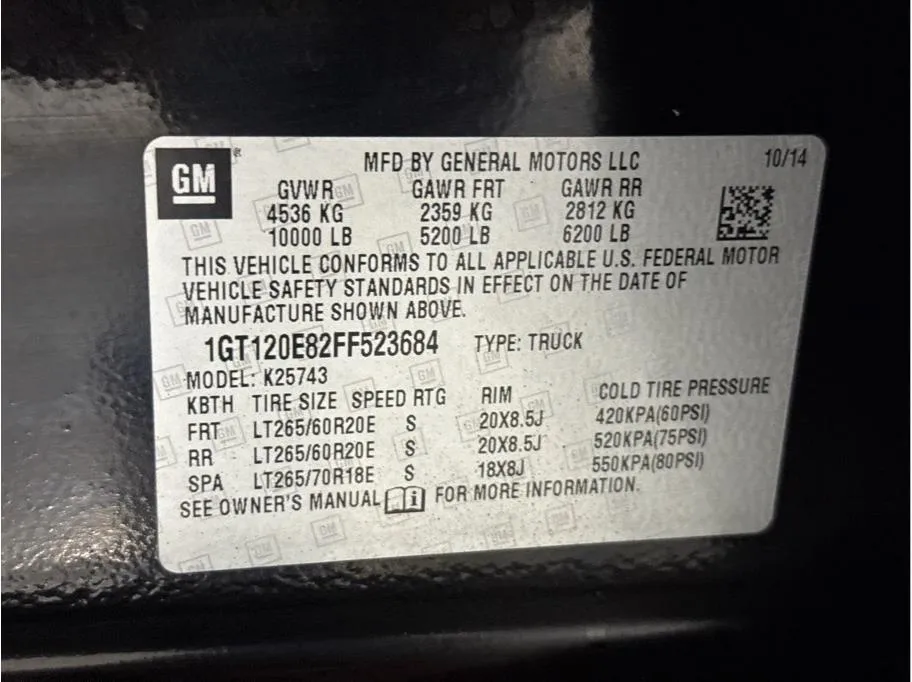 GM
MFD BY GENERAL MOTORS LLC 10/14
GVWR GAWR FRT GAWR RR
4536 KG 2359 KG 2812 KG
10000 LB 5200 LB 6200 LB
THIS VEHICLE CONFORMS TO ALL APPLICABLE U.S. FEDERAL MOTOR
VEHICLE SAFETY STANDARDS IN EFFECT ON THE DATE OF
MANUFACTURE SHOWN ABOVE.
1GT120E82FF523684 TYPE: TRUCK
MODEL: K25743
KBTH TIRE SIZE SPEED RTG RIM COLD TIRE PRESSURE
FRT LT265/60R20E S 20X8.5J 420KPA(60PSI)
RR LT265/60R20E S 20X8.5J 520KPA(75PSI)
SPA LT265/70R18E S 18X8J 550KPA(80PSI)
SEE OWNER'S MANUAL i FOR MORE INFORMATION.